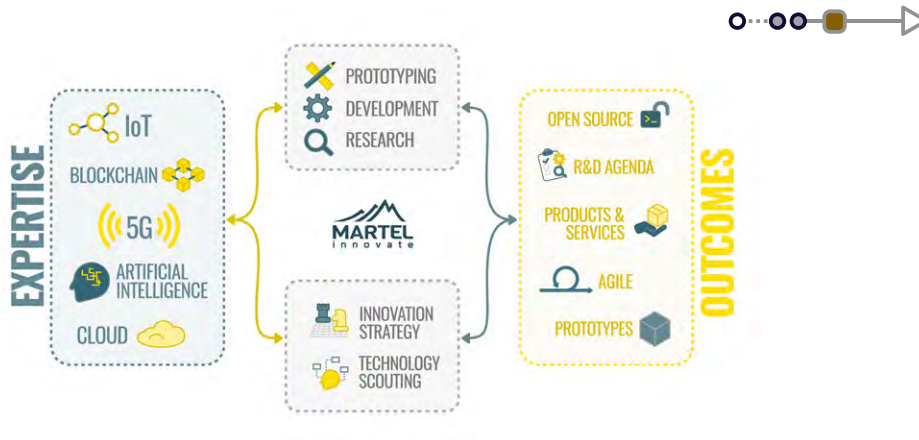 EXPERTISE
IoT
BLOCKCHAIN
5G
ARTIFICIAL
INTELLIGENCE
CLOUD
PROTOTYPING
DEVELOPMENT
RESEARCH
MARTEL
innovate
INNOVATION
STRATEGY
TECHNOLOGY
SCOUTING
OPEN SOURCE
>_
R&D AGENDA
PRODUCTS &
SERVICES
AGILE
PROTOTYPES
OUTCOMES